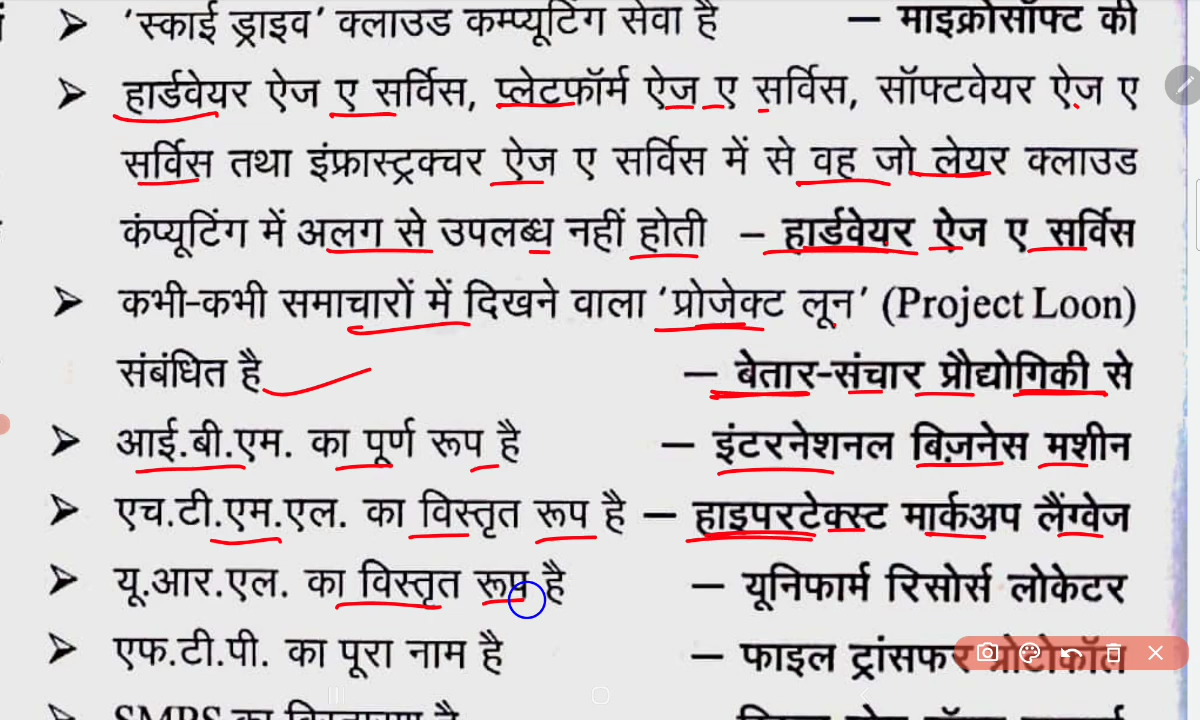 ➤ ‘स्काई ड्राइव’ क्लाउड कम्प्यूटिंग सेवा है – माइक्रोसॉफ्ट की
➤ हार्डवेयर ऐज ए सर्विस, प्लेटफॉर्म ऐज ए सर्विस, सॉफ्टवेयर ऐज ए
सर्विस तथा इंफ्रास्ट्रक्चर ऐज ए सर्विस में से वह जो लेयर क्लाउड
कंप्यूटिंग में अलग से उपलब्ध नहीं होती – हार्डवेयर ऐज ए सर्विस
➤ कभी-कभी समाचारों में दिखने वाला ‘प्रोजेक्ट लून’ (Project Loon)
संबंधित है – बेतार-संचार प्रौद्योगिकी से
➤ आई.बी.एम. का पूर्ण रूप है – इंटरनेशनल बिज़नेस मशीन
➤ एच.टी.एम.एल. का विस्तृत रूप है – हाइपरटेक्स्ट मार्कअप लैंग्वेज
➤ यू.आर.एल. का विस्तृत रूप है – यूनिफार्म रिसोर्स लोकेटर
➤ एफ.टी.पी. का पूरा नाम है – फाइल ट्रांसफर प्रोटोकॉल